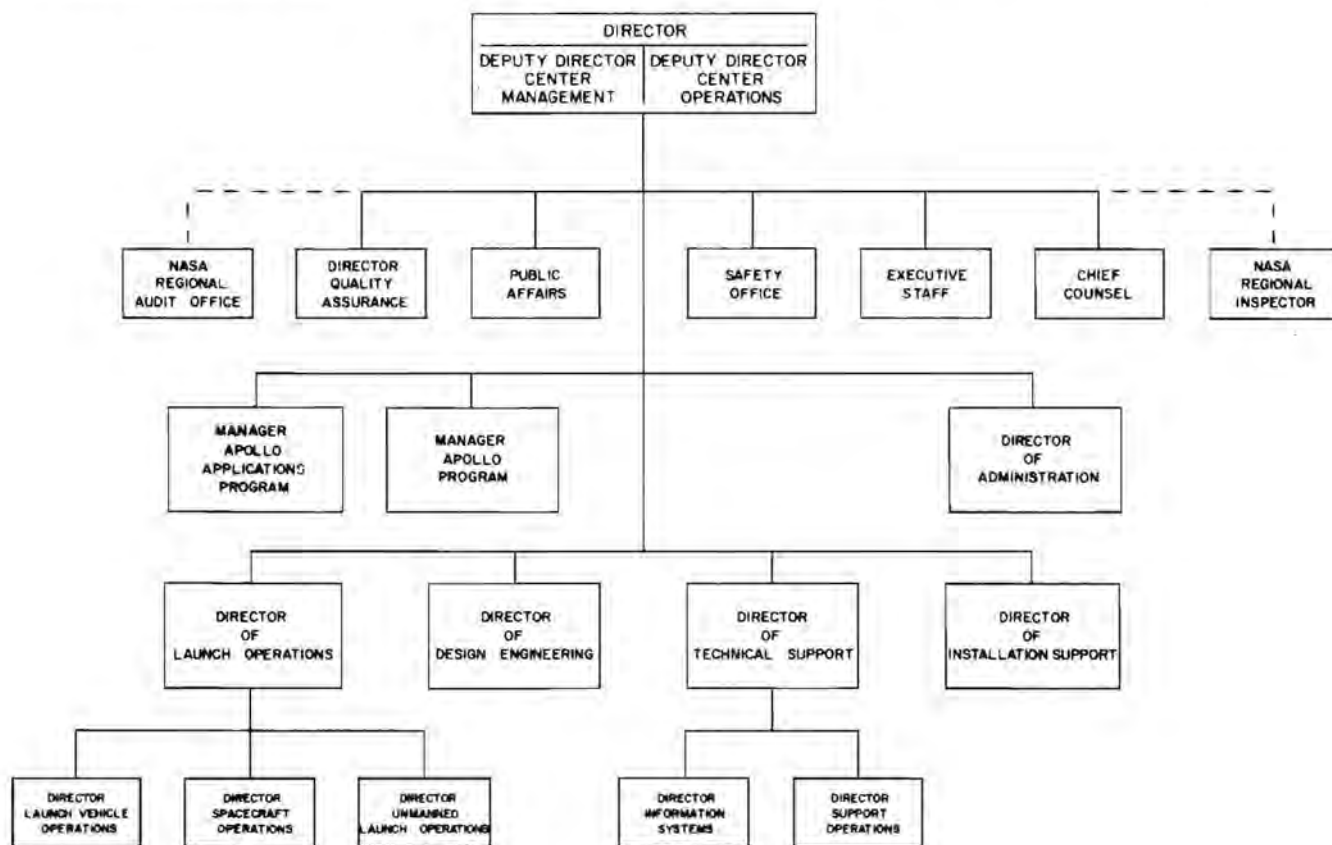 DIRECTOR
DEPUTY DIRECTOR
CENTER
MANAGEMENT
DEPUTY DIRECTOR
CENTER
OPERATIONS
NASA
REGIONAL
AUDIT OFFICE
DIRECTOR
QUALITY
ASSURANCE
PUBLIC
AFFAIRS
SAFETY
OFFICE
EXECUTIVE
STAFF
CHIEF
COUNSEL
NASA
REGIONAL
INSPECTOR
MANAGER
APOLLO
APPLICATIONS
PROGRAM
MANAGER
APOLLO
PROGRAM
DIRECTOR
OF
ADMINISTRATION
DIRECTOR
OF
LAUNCH OPERATIONS
DIRECTOR
OF
DESIGN ENGINEERING
DIRECTOR
OF
TECHNICAL SUPPORT
DIRECTOR
OF
INSTALLATION SUPPORT
DIRECTOR
LAUNCH VEHICLE
OPERATIONS
DIRECTOR
SPACECRAFT
OPERATIONS
DIRECTOR
UNMANNED
LAUNCH OPERATIONS
DIRECTOR
INFORMATION
SYSTEMS
DIRECTOR
SUPPORT
OPERATIONS